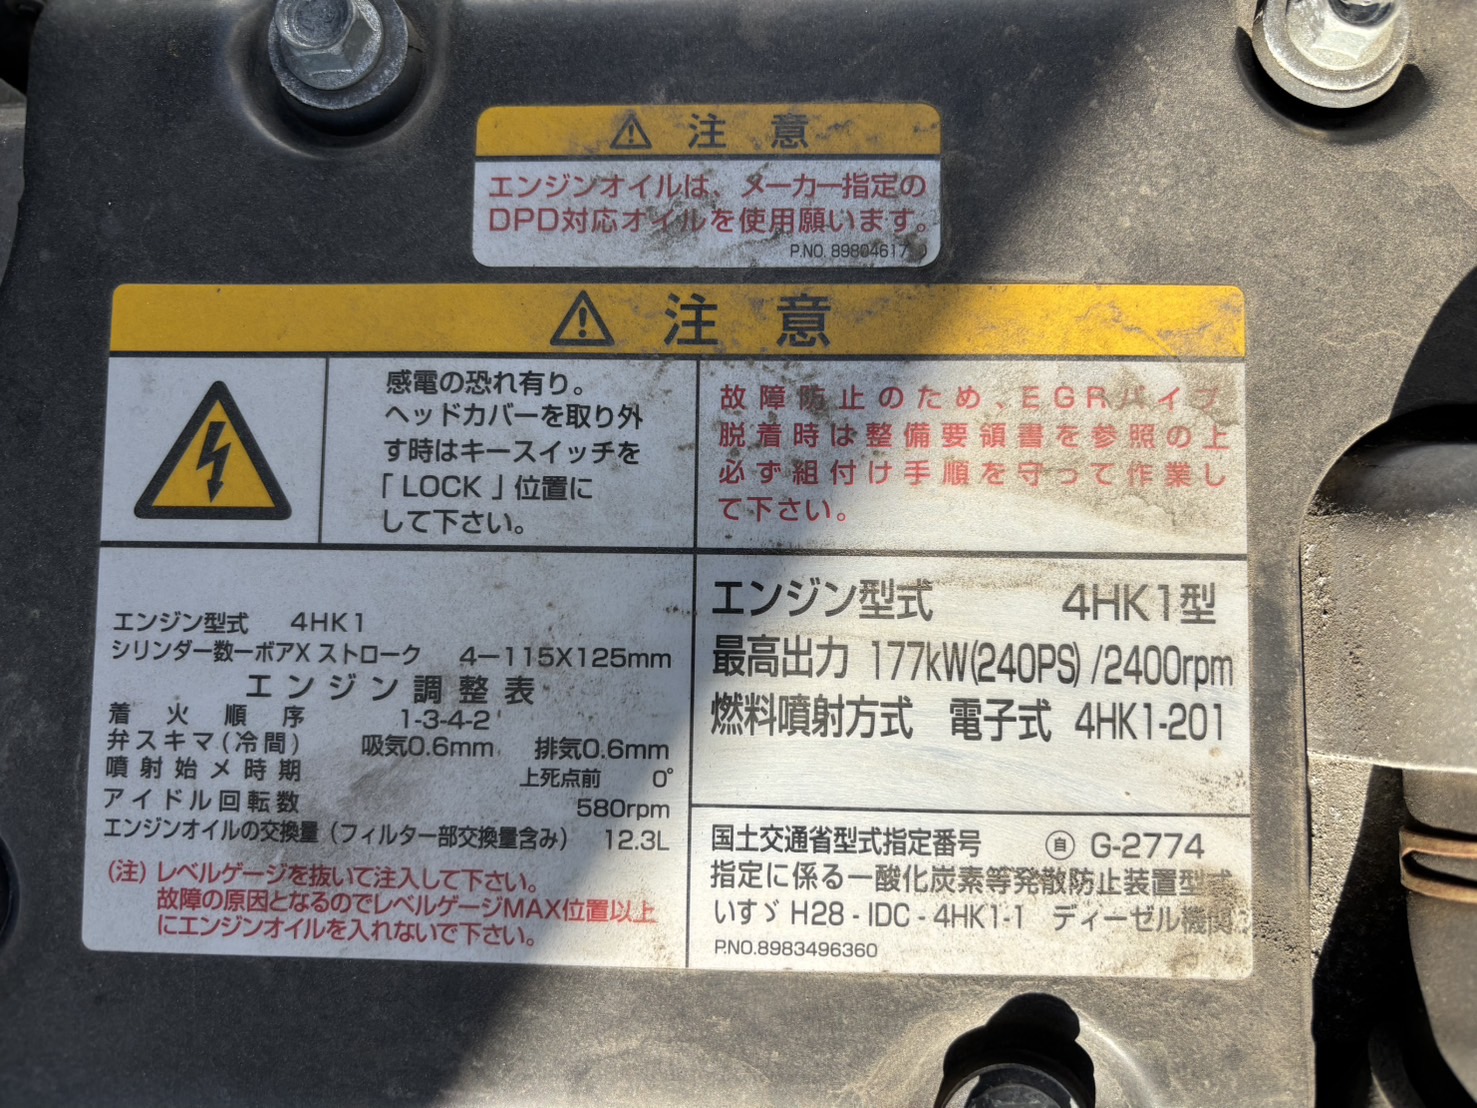 注意
エンジンオイルは、メーカー指定の
DPD対応オイルを使用願います。
P.NO. 89804617
注意
感電の恐れ有り。
ヘッドカバーを取り外
す時はキースイッチを
「LOCK」位置に
して下さい。
故障防止のため、EGRパイプ
脱着時は整備要領書を参照の上
必ず組付け手順を守って作業し
て下さい。
エンジン型式 4HK1
シリンダー数ーボアX ストローク 4ー115X125mm
エンジン調整表
着火順序 1-3-4-2
弁スキマ(冷間) 吸気0.6mm 排気0.6mm
噴射始メ時期 上死点前 0°
アイドル回転数 580rpm
エンジンオイルの交換量（フィルター部交換量含み） 12.3L
(注) レベルゲージを抜いて注入して下さい。
故障の原因となるのでレベルゲージMAX位置以上
にエンジンオイルを入れないで下さい。
エンジン型式 4HK1型
最高出力 177kW(240PS)/2400rpm
燃料噴射方式 電子式 4HK1-201
国土交通省型式指定番号 ㉂ G-2774
指定に係る一酸化炭素等発散防止装置型式
いすゞ H28 - IDC - 4HK1-1 ディーゼル機関
P.NO.8983496360